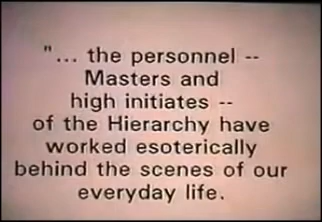 "... the personnel --
Masters and
high initiates --
of the Hierarchy have
worked esoterically
behind the scenes of our
everyday life.